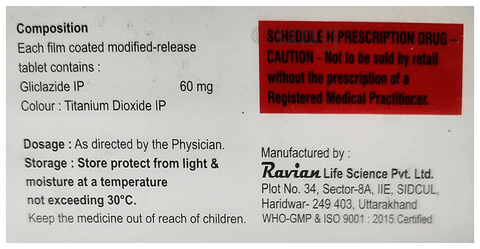 Composition
Each film coated modified-release
tablet contains :
Gliclazide IP 60 mg
Colour : Titanium Dioxide IP
Dosage : As directed by the Physician.
Storage : Store protect from light &
moisture at a temperature
not exceeding 30°C.
Keep the medicine out of reach of children.
SCHEDULE H PRESCRIPTION DRUG –
CAUTION - Not to be sold by retail
without the prescription of a
Registered Medical Practitioner.
Manufactured by :
Ravian Life Science Pvt. Ltd.
Plot No. 34, Sector-8A, IIE, SIDCUL,
Haridwar- 249 403, Uttarakhand
WHO-GMP & ISO 9001 : 2015 Certified